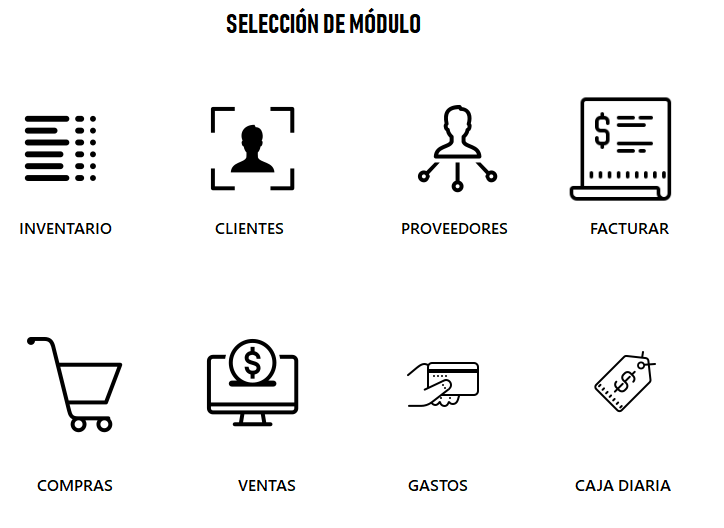 SELECCIÓN DE MÓDULO
INVENTARIO CLIENTES PROVEEDORES FACTURAR
COMPRAS VENTAS GASTOS CAJA DIARIA